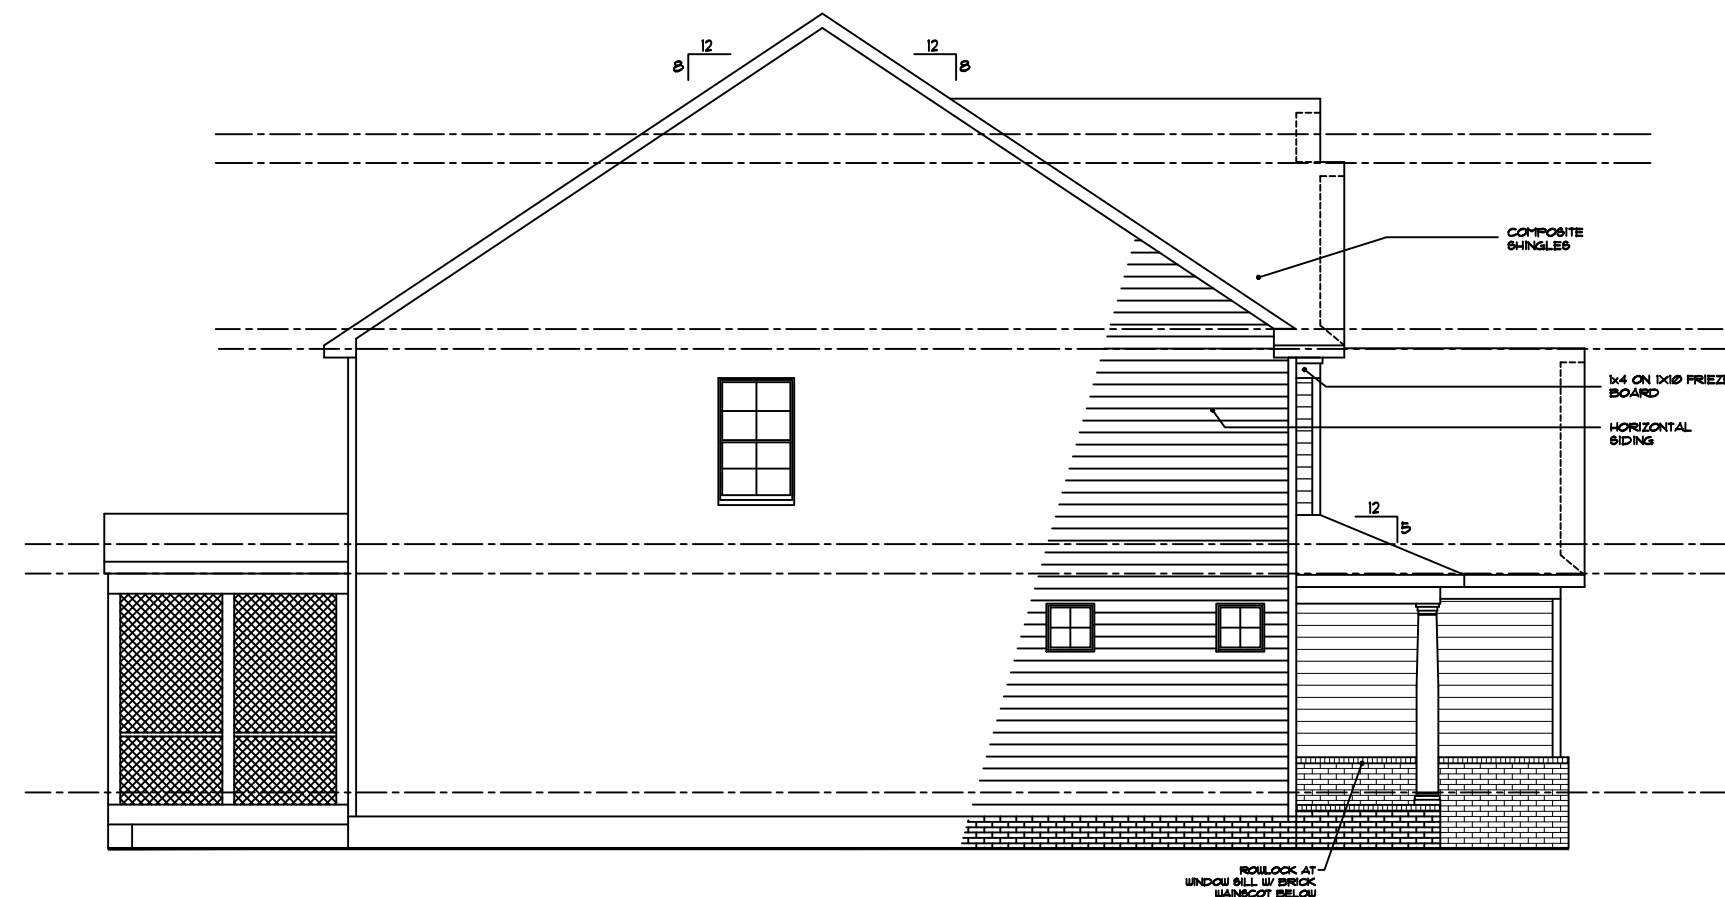 12
8
12
8
COMPOSITE
SHINGLES
1x4 ON 1X10 FRIEZE
BOARD
HORIZONTAL
SIDING
12
5
ROWLOCK AT
WINDOW SILL W/ BRICK
WAINSCOT BELOW